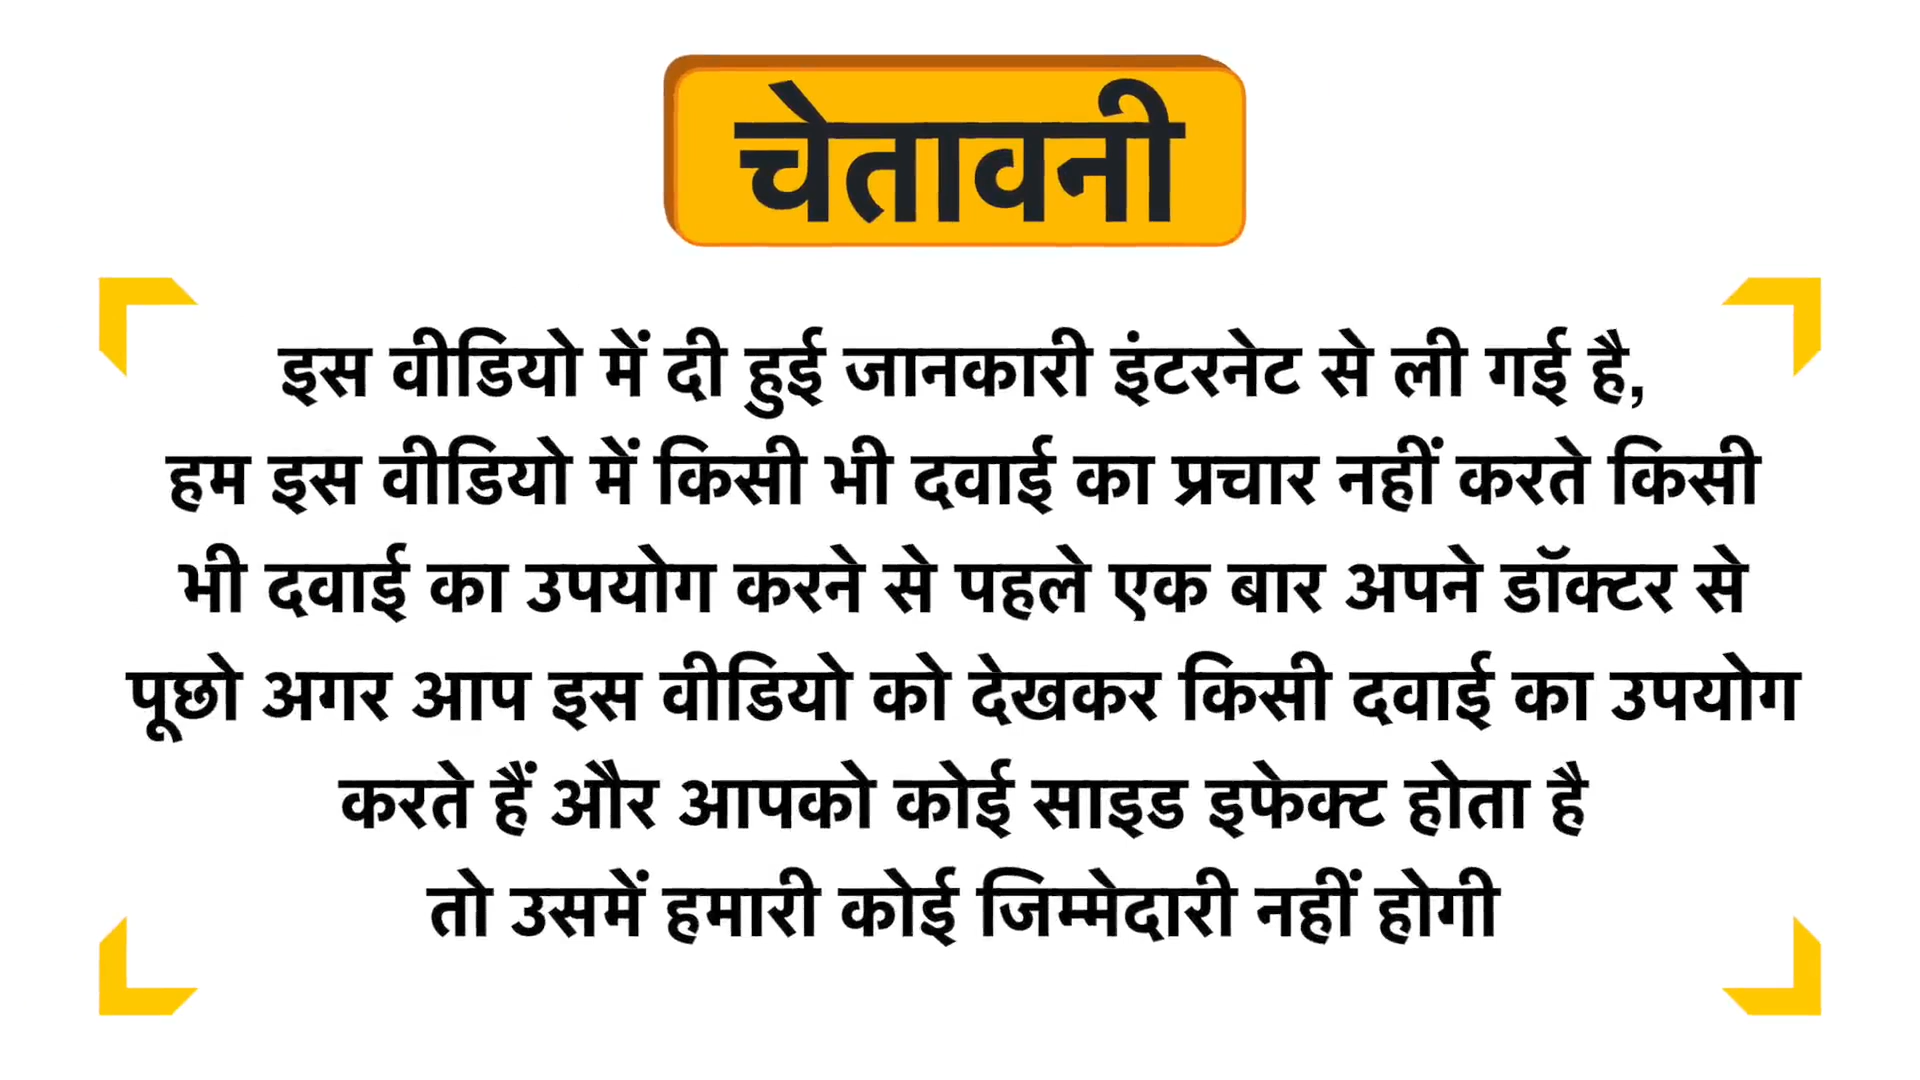 चेतावनी
इस वीडियो में दी हुई जानकारी इंटरनेट से ली गई है,
हम इस वीडियो में किसी भी दवाई का प्रचार नहीं करते किसी
भी दवाई का उपयोग करने से पहले एक बार अपने डॉक्टर से
पूछो अगर आप इस वीडियो को देखकर किसी दवाई का उपयोग
करते हैं और आपको कोई साइड इफेक्ट होता है
तो उसमें हमारी कोई जिम्मेदारी नहीं होगी